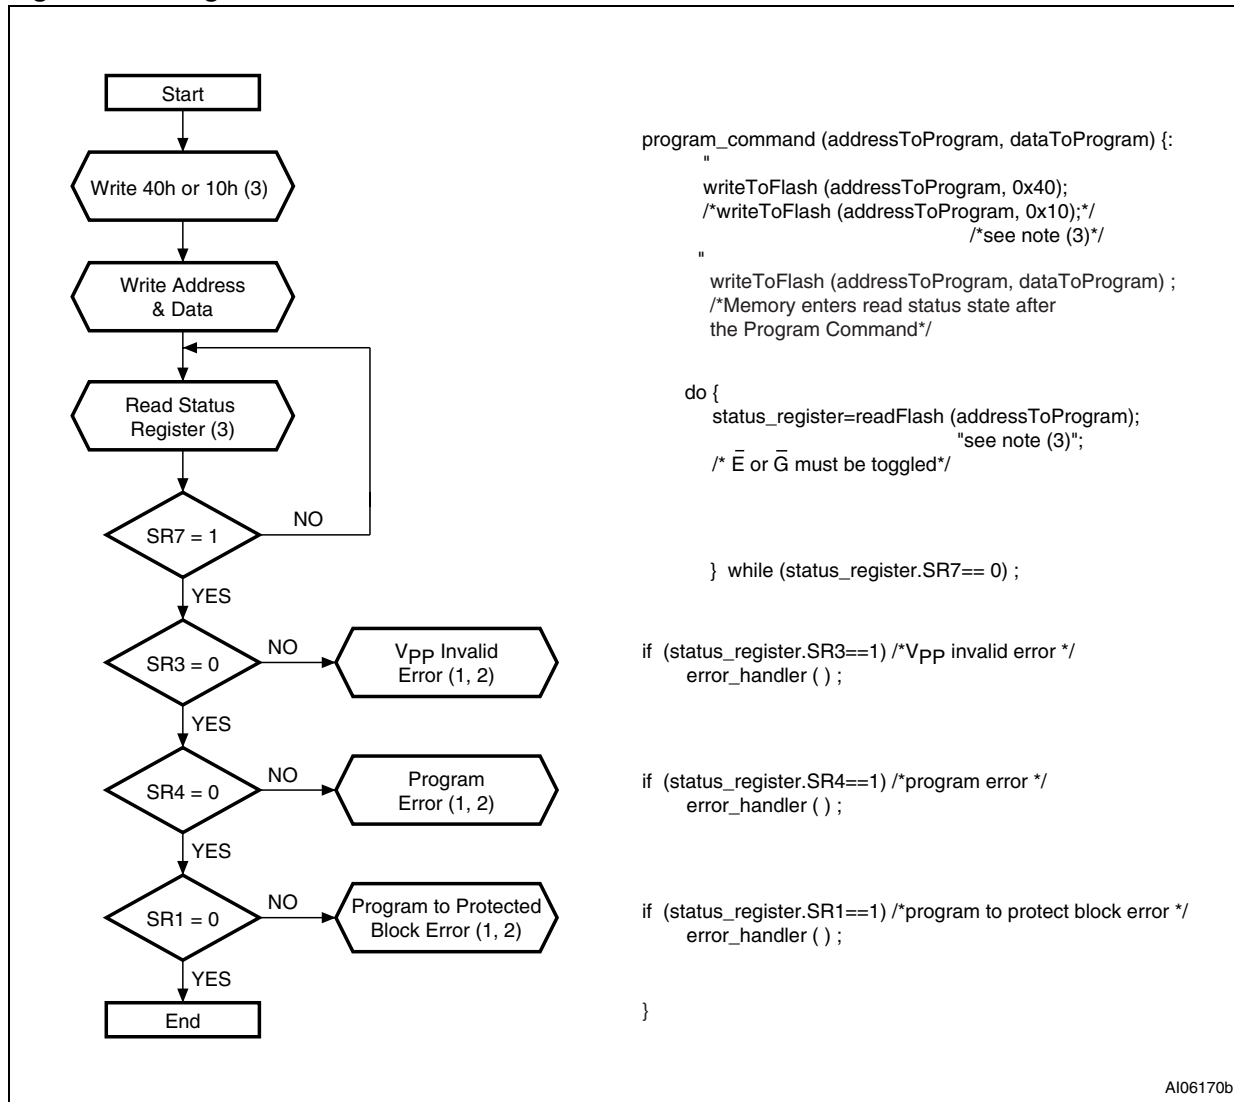 Start
Write 40h or 10h (3)
Write Address
& Data
Read Status
Register (3)
SR7 = 1
NO
YES
SR3 = 0
NO
VPP Invalid
Error (1, 2)
YES
SR4 = 0
NO
Program
Error (1, 2)
YES
SR1 = 0
NO
Program to Protected
Block Error (1, 2)
YES
End
program_command (addressToProgram, dataToProgram) {:
"
writeToFlash (addressToProgram, 0x40);
/*writeToFlash (addressToProgram, 0x10);*/
/*see note (3)*/
"
writeToFlash (addressToProgram, dataToProgram) ;
/*Memory enters read status state after
the Program Command*/
do {
status_register=readFlash (addressToProgram);
"see note (3)";
/* E̅ or G̅ must be toggled*/
} while (status_register.SR7== 0) ;
if (status_register.SR3==1) /*VPP invalid error */
error_handler ( ) ;
if (status_register.SR4==1) /*program error */
error_handler ( ) ;
if (status_register.SR1==1) /*program to protect block error */
error_handler ( ) ;
}
AI06170b